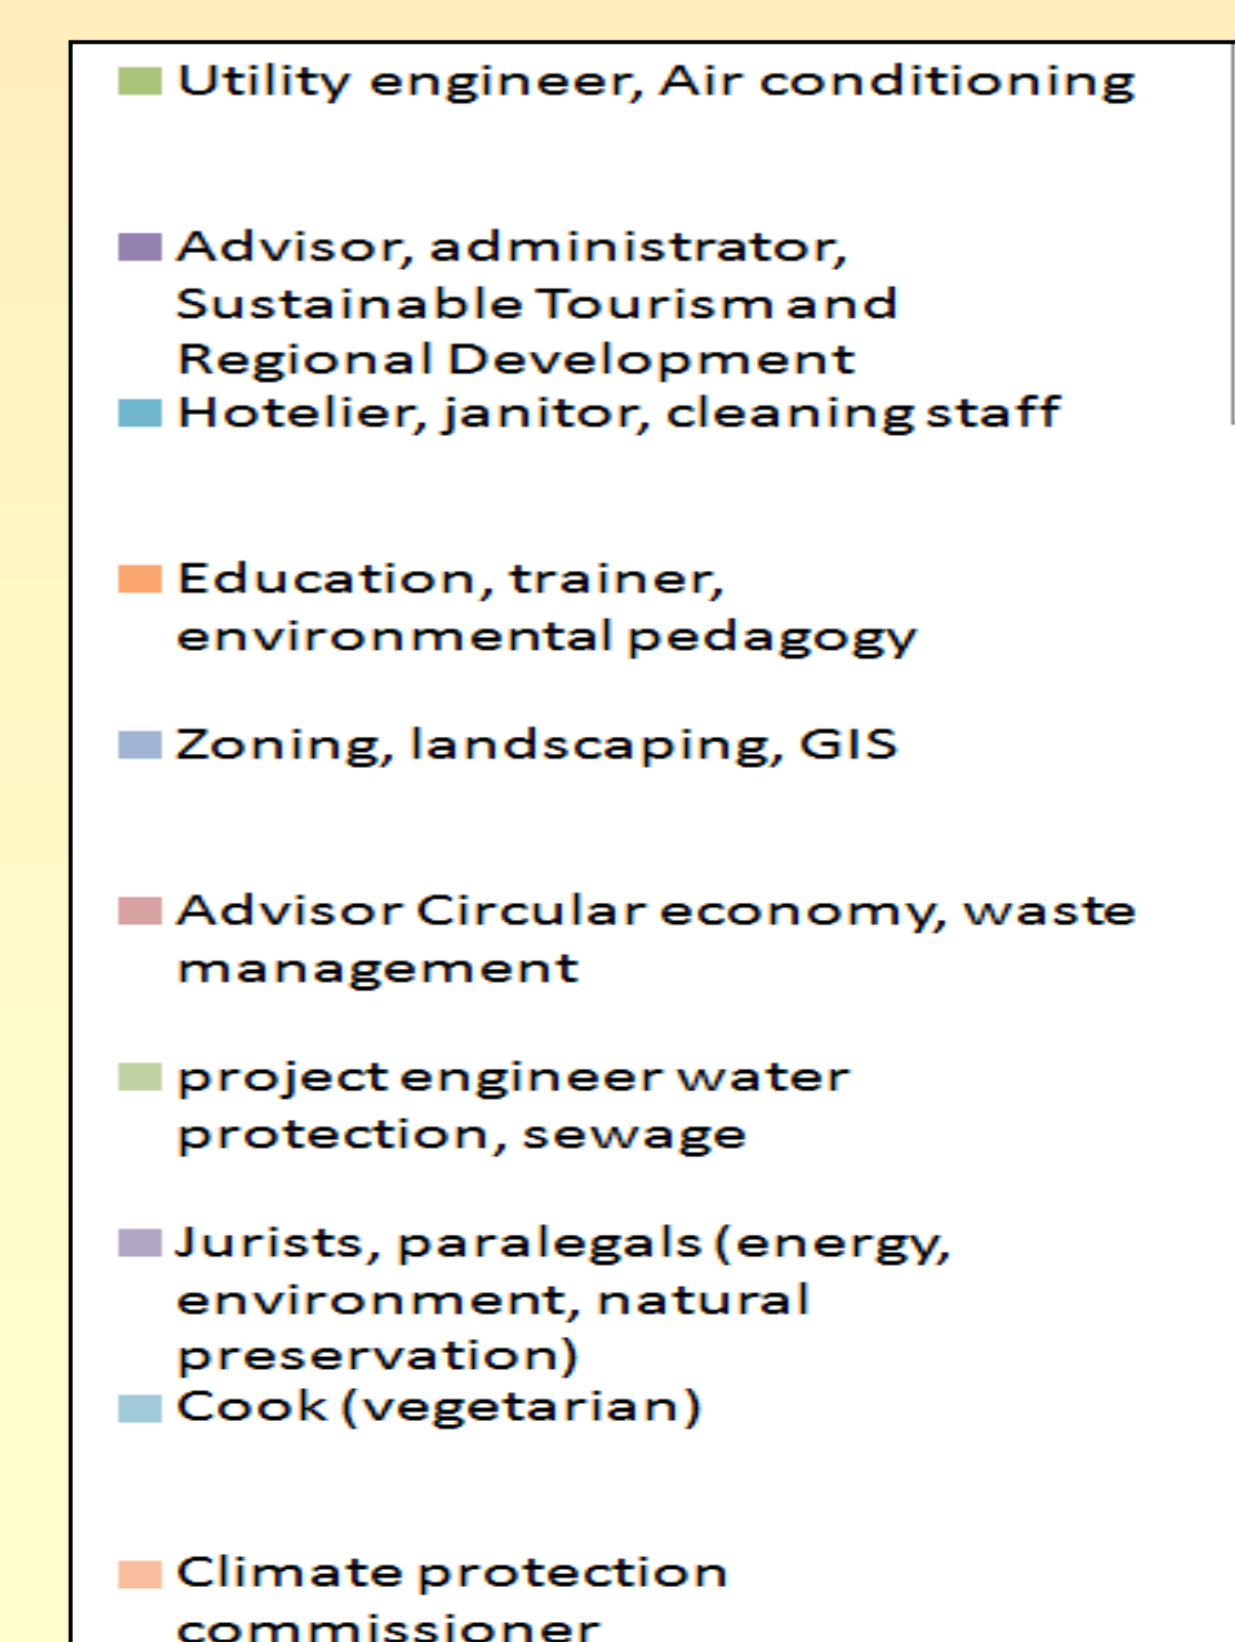 Utility engineer, Air conditioning
Advisor, administrator,
Sustainable Tourism and
Regional Development
Hotelier, janitor, cleaning staff
Education, trainer,
environmental pedagogy
Zoning, landscaping, GIS
Advisor Circular economy, waste
management
project engineer water
protection, sewage
Jurists, paralegals (energy,
environment, natural
preservation)
Cook (vegetarian)
Climate protection
commissioner